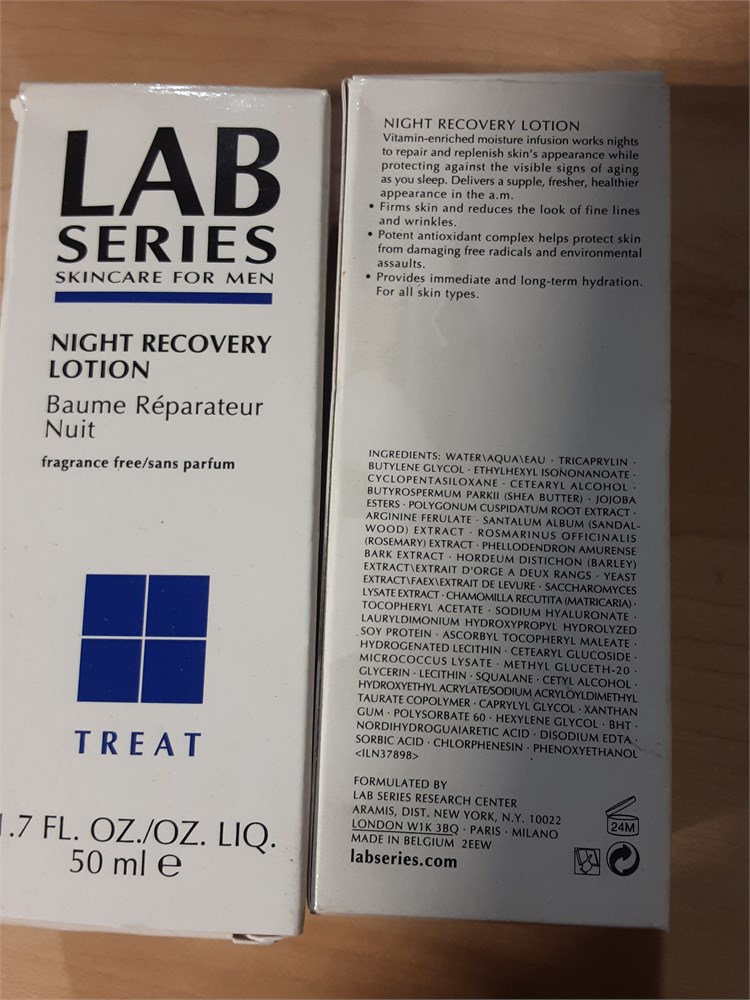 LAB
SERIES
SKINCARE FOR MEN
NIGHT RECOVERY
LOTION
Baume Réparateur
Nuit
fragrance free/sans parfum
TREAT
1.7 FL. OZ./OZ. LIQ.
50 ml ℮
NIGHT RECOVERY LOTION
Vitamin-enriched moisture infusion works nights
to repair and replenish skin's appearance while
protecting against the visible signs of aging
as you sleep. Delivers a supple, fresher, healthier
appearance in the a.m.
• Firms skin and reduces the look of fine lines
and wrinkles.
• Potent antioxidant complex helps protect skin
from damaging free radicals and environmental
assaults.
• Provides immediate and long-term hydration.
For all skin types.
INGREDIENTS: WATER\AQUA\EAU · TRICAPRYLIN ·
BUTYLENE GLYCOL · ETHYLHEXYL ISONONANOATE ·
CYCLOPENTASILOXANE · CETEARYL ALCOHOL ·
BUTYROSPERMUM PARKII (SHEA BUTTER) · JOJOBA
ESTERS · POLYGONUM CUSPIDATUM ROOT EXTRACT ·
ARGININE FERULATE · SANTALUM ALBUM (SANDAL-
WOOD) EXTRACT · ROSMARINUS OFFICINALIS
(ROSEMARY) EXTRACT · PHELLODENDRON AMURENSE
BARK EXTRACT · HORDEUM DISTICHON (BARLEY)
EXTRACT\EXTRAIT D'ORGE A DEUX RANGS · YEAST
EXTRACT\FAEX\EXTRAIT DE LEVURE · SACCHAROMYCES
LYSATE EXTRACT · CHAMOMILLA RECUTITA (MATRICARIA) ·
TOCOPHERYL ACETATE · SODIUM HYALURONATE ·
LAURYLDIMONIUM HYDROXYPROPYL HYDROLYZED
SOY PROTEIN · ASCORBYL TOCOPHERYL MALEATE ·
HYDROGENATED LECITHIN · CETEARYL GLUCOSIDE ·
MICROCOCCUS LYSATE · METHYL GLUCETH-20 ·
GLYCERIN · LECITHIN · SQUALANE · CETYL ALCOHOL ·
HYDROXYETHYL ACRYLATE/SODIUM ACRYLOYLDIMETHYL
TAURATE COPOLYMER · CAPRYLYL GLYCOL · XANTHAN
GUM · POLYSORBATE 60 · HEXYLENE GLYCOL · BHT ·
NORDIHYDROGUAIARETIC ACID · DISODIUM EDTA ·
SORBIC ACID · CHLORPHENESIN · PHENOXYETHANOL
<ILN37898>
FORMULATED BY
LAB SERIES RESEARCH CENTER
ARAMIS, DIST. NEW YORK, N.Y. 10022
LONDON W1K 3BQ · PARIS · MILANO
MADE IN BELGIUM 2EEW
labseries.com
24M